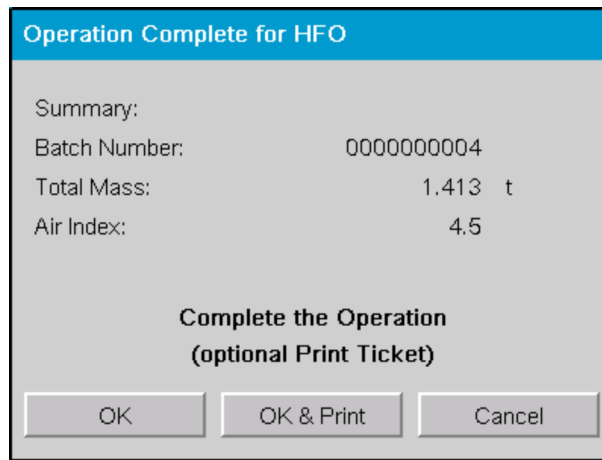 Operation Complete for HFO
Summary:
Batch Number: 0000000004
Total Mass: 1.413 t
Air Index: 4.5
Complete the Operation
(optional Print Ticket)
OK OK & Print Cancel